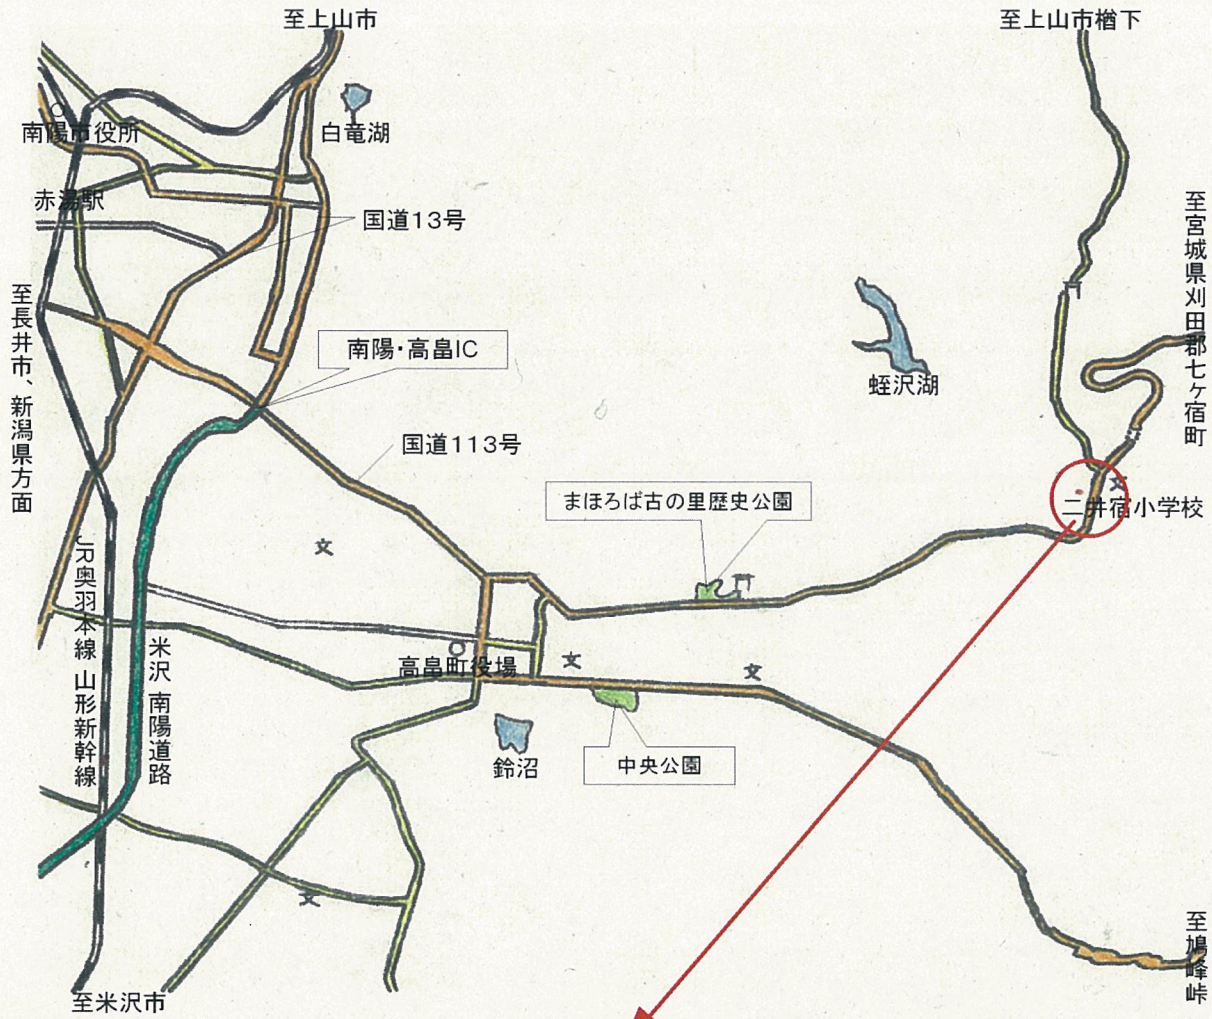 至上山市
至上山市楢下
南陽市役所
白竜湖
赤湯駅
国道13号
至宮城県刈田郡七ヶ宿町
至長井市、新潟県方面
南陽・高畠IC
蛭沢湖
国道113号
まほろば古の里歴史公園
文
二井宿小学校
文
JR奥羽本線 山形新幹線
米沢 南陽道路
高畠町役場
文
文
鈴沼
中央公園
文
至鳩峰峠
至米沢市